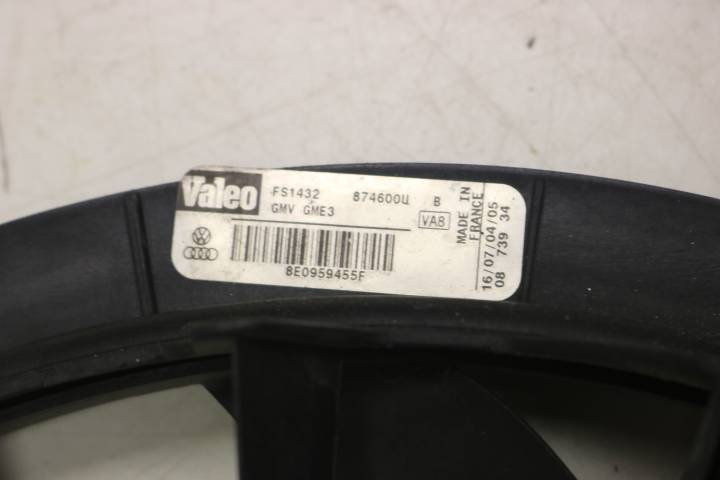 Valeo
FS1432 874600U B
GMV GME3 VA8
8E0959455F
MADE IN
FRANCE
16/07/04/05
08 739 34